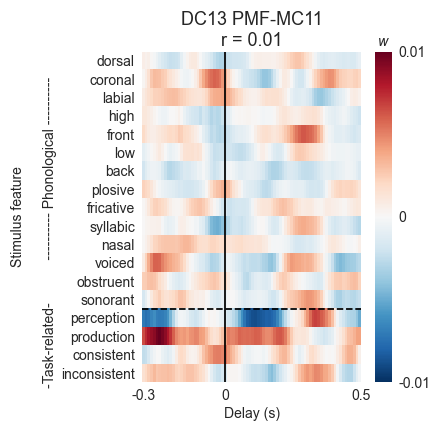 DC13 PMF-MC11
r = 0.01
w
0.01
0
-0.01
Stimulus feature
---------- Phonological ----------
-Task-related-
dorsal
coronal
labial
high
front
low
back
plosive
fricative
syllabic
nasal
voiced
obstruent
sonorant
perception
production
consistent
inconsistent
-0.3
0
0.5
Delay (s)